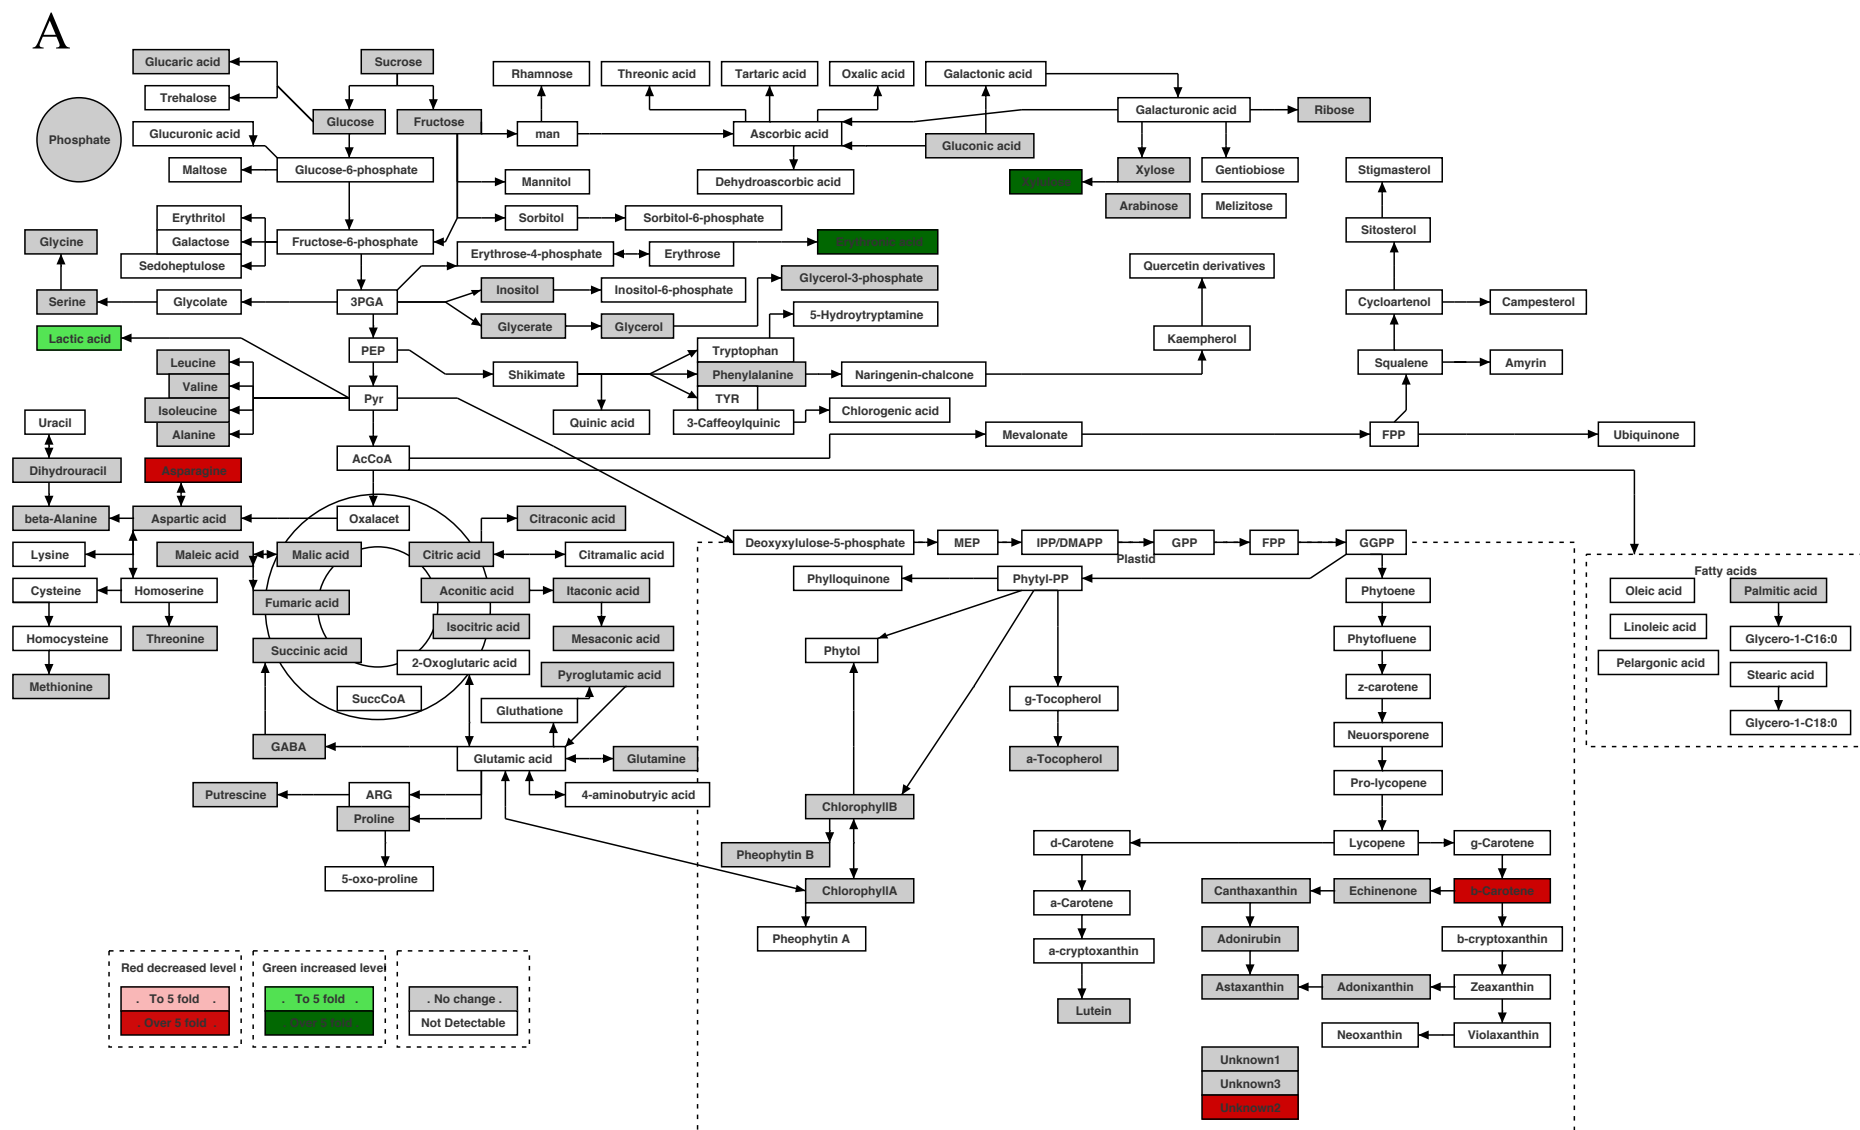 A
Glucaric acid
Sucrose
Rhamnose
Threonic acid
Tartaric acid
Oxalic acid
Galactonic acid
Trehalose
Glucose
Fructose
Galacturonic acid
Ribose
Phosphate
Glucuronic acid
man
Ascorbic acid
Gluconic acid
Maltose
Glucose-6-phosphate
Mannitol
Dehydroascorbic acid
Xylulose
Xylose
Gentiobiose
Stigmasterol
Arabinose
Melizitose
Erythritol
Sorbitol
Sorbitol-6-phosphate
Sitosterol
Glycine
Galactose
Fructose-6-phosphate
Erythrose-4-phosphate
Erythrose
Erythronic acid
Sedoheptulose
Quercetin derivatives
Glycerol-3-phosphate
Inositol
Inositol-6-phosphate
Serine
Glycolate
3PGA
Cycloartenol
Campesterol
5-Hydroytryptamine
Glycerate
Glycerol
Lactic acid
Kaempherol
PEP
Tryptophan
Leucine
Squalene
Amyrin
Shikimate
Phenylalanine
Naringenin-chalcone
Valine
Pyr
TYR
Isoleucine
Chlorogenic acid
Uracil
Quinic acid
3-Caffeoylquinic
Alanine
Mevalonate
FPP
Ubiquinone
AcCoA
Dihydrouracil
Asparagine
beta-Alanine
Aspartic acid
Oxalacet
Citraconic acid
Deoxyxylulose-5-phosphate
MEP
IPP/DMAPP
GPP
FPP
GGPP
Plastid
Lysine
Maleic acid
Malic acid
Citric acid
Citramalic acid
Fatty acids
Phylloquinone
Phytyl-PP
Cysteine
Homoserine
Aconitic acid
Itaconic acid
Phytoene
Oleic acid
Palmitic acid
Fumaric acid
Isocitric acid
Linoleic acid
Homocysteine
Threonine
Mesaconic acid
Phytofluene
Glycero-1-C16:0
Succinic acid
Phytol
2-Oxoglutaric acid
Pelargonic acid
Pyroglutamic acid
Stearic acid
Methionine
z-carotene
SuccCoA
g-Tocopherol
Gluthatione
Glycero-1-C18:0
Neuorsporene
GABA
Glutamic acid
Glutamine
a-Tocopherol
Pro-lycopene
Putrescine
ARG
4-aminobutryic acid
ChlorophyllB
Proline
d-Carotene
Lycopene
g-Carotene
Pheophytin B
5-oxo-proline
ChlorophyllA
Canthaxanthin
Echinenone
b-Carotene
a-Carotene
Pheophytin A
Adonirubin
b-cryptoxanthin
a-cryptoxanthin
Red decreased level
Green increased level
Astaxanthin
Adonixanthin
Zeaxanthin
. To 5 fold .
. To 5 fold .
. No change .
Lutein
. Over 5 fold .
. Over 5 fold .
Not Detectable
Neoxanthin
Violaxanthin
Unknown1
Unknown3
Unknown2